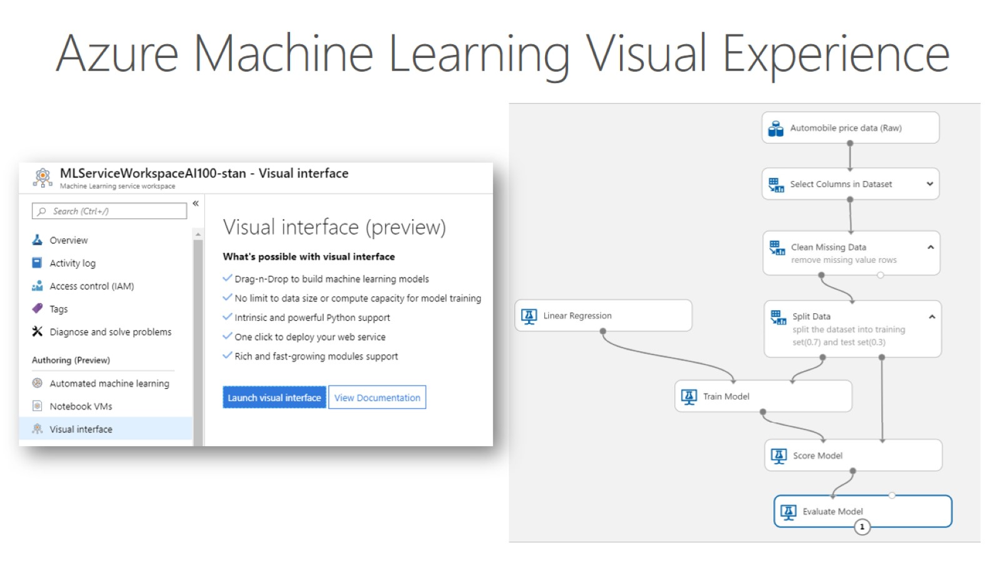 Azure Machine Learning Visual Experience
MLServiceWorkspaceAI100-stan - Visual interface
Machine Learning service workspace
Search (Ctrl+/)
«
Overview
Activity log
Access control (IAM)
Tags
Diagnose and solve problems
Authoring (Preview)
Automated machine learning
Notebook VMs
Visual interface
Visual interface (preview)
What's possible with visual interface
Drag-n-Drop to build machine learning models
No limit to data size or compute capacity for model training
Intrinsic and powerful Python support
One click to deploy your web service
Rich and fast-growing modules support
Launch visual interface
View Documentation
Automobile price data (Raw)
Select Columns in Dataset
Clean Missing Data
remove missing value rows
Linear Regression
Split Data
split the dataset into training
set(0.7) and test set(0.3)
Train Model
Score Model
Evaluate Model
1